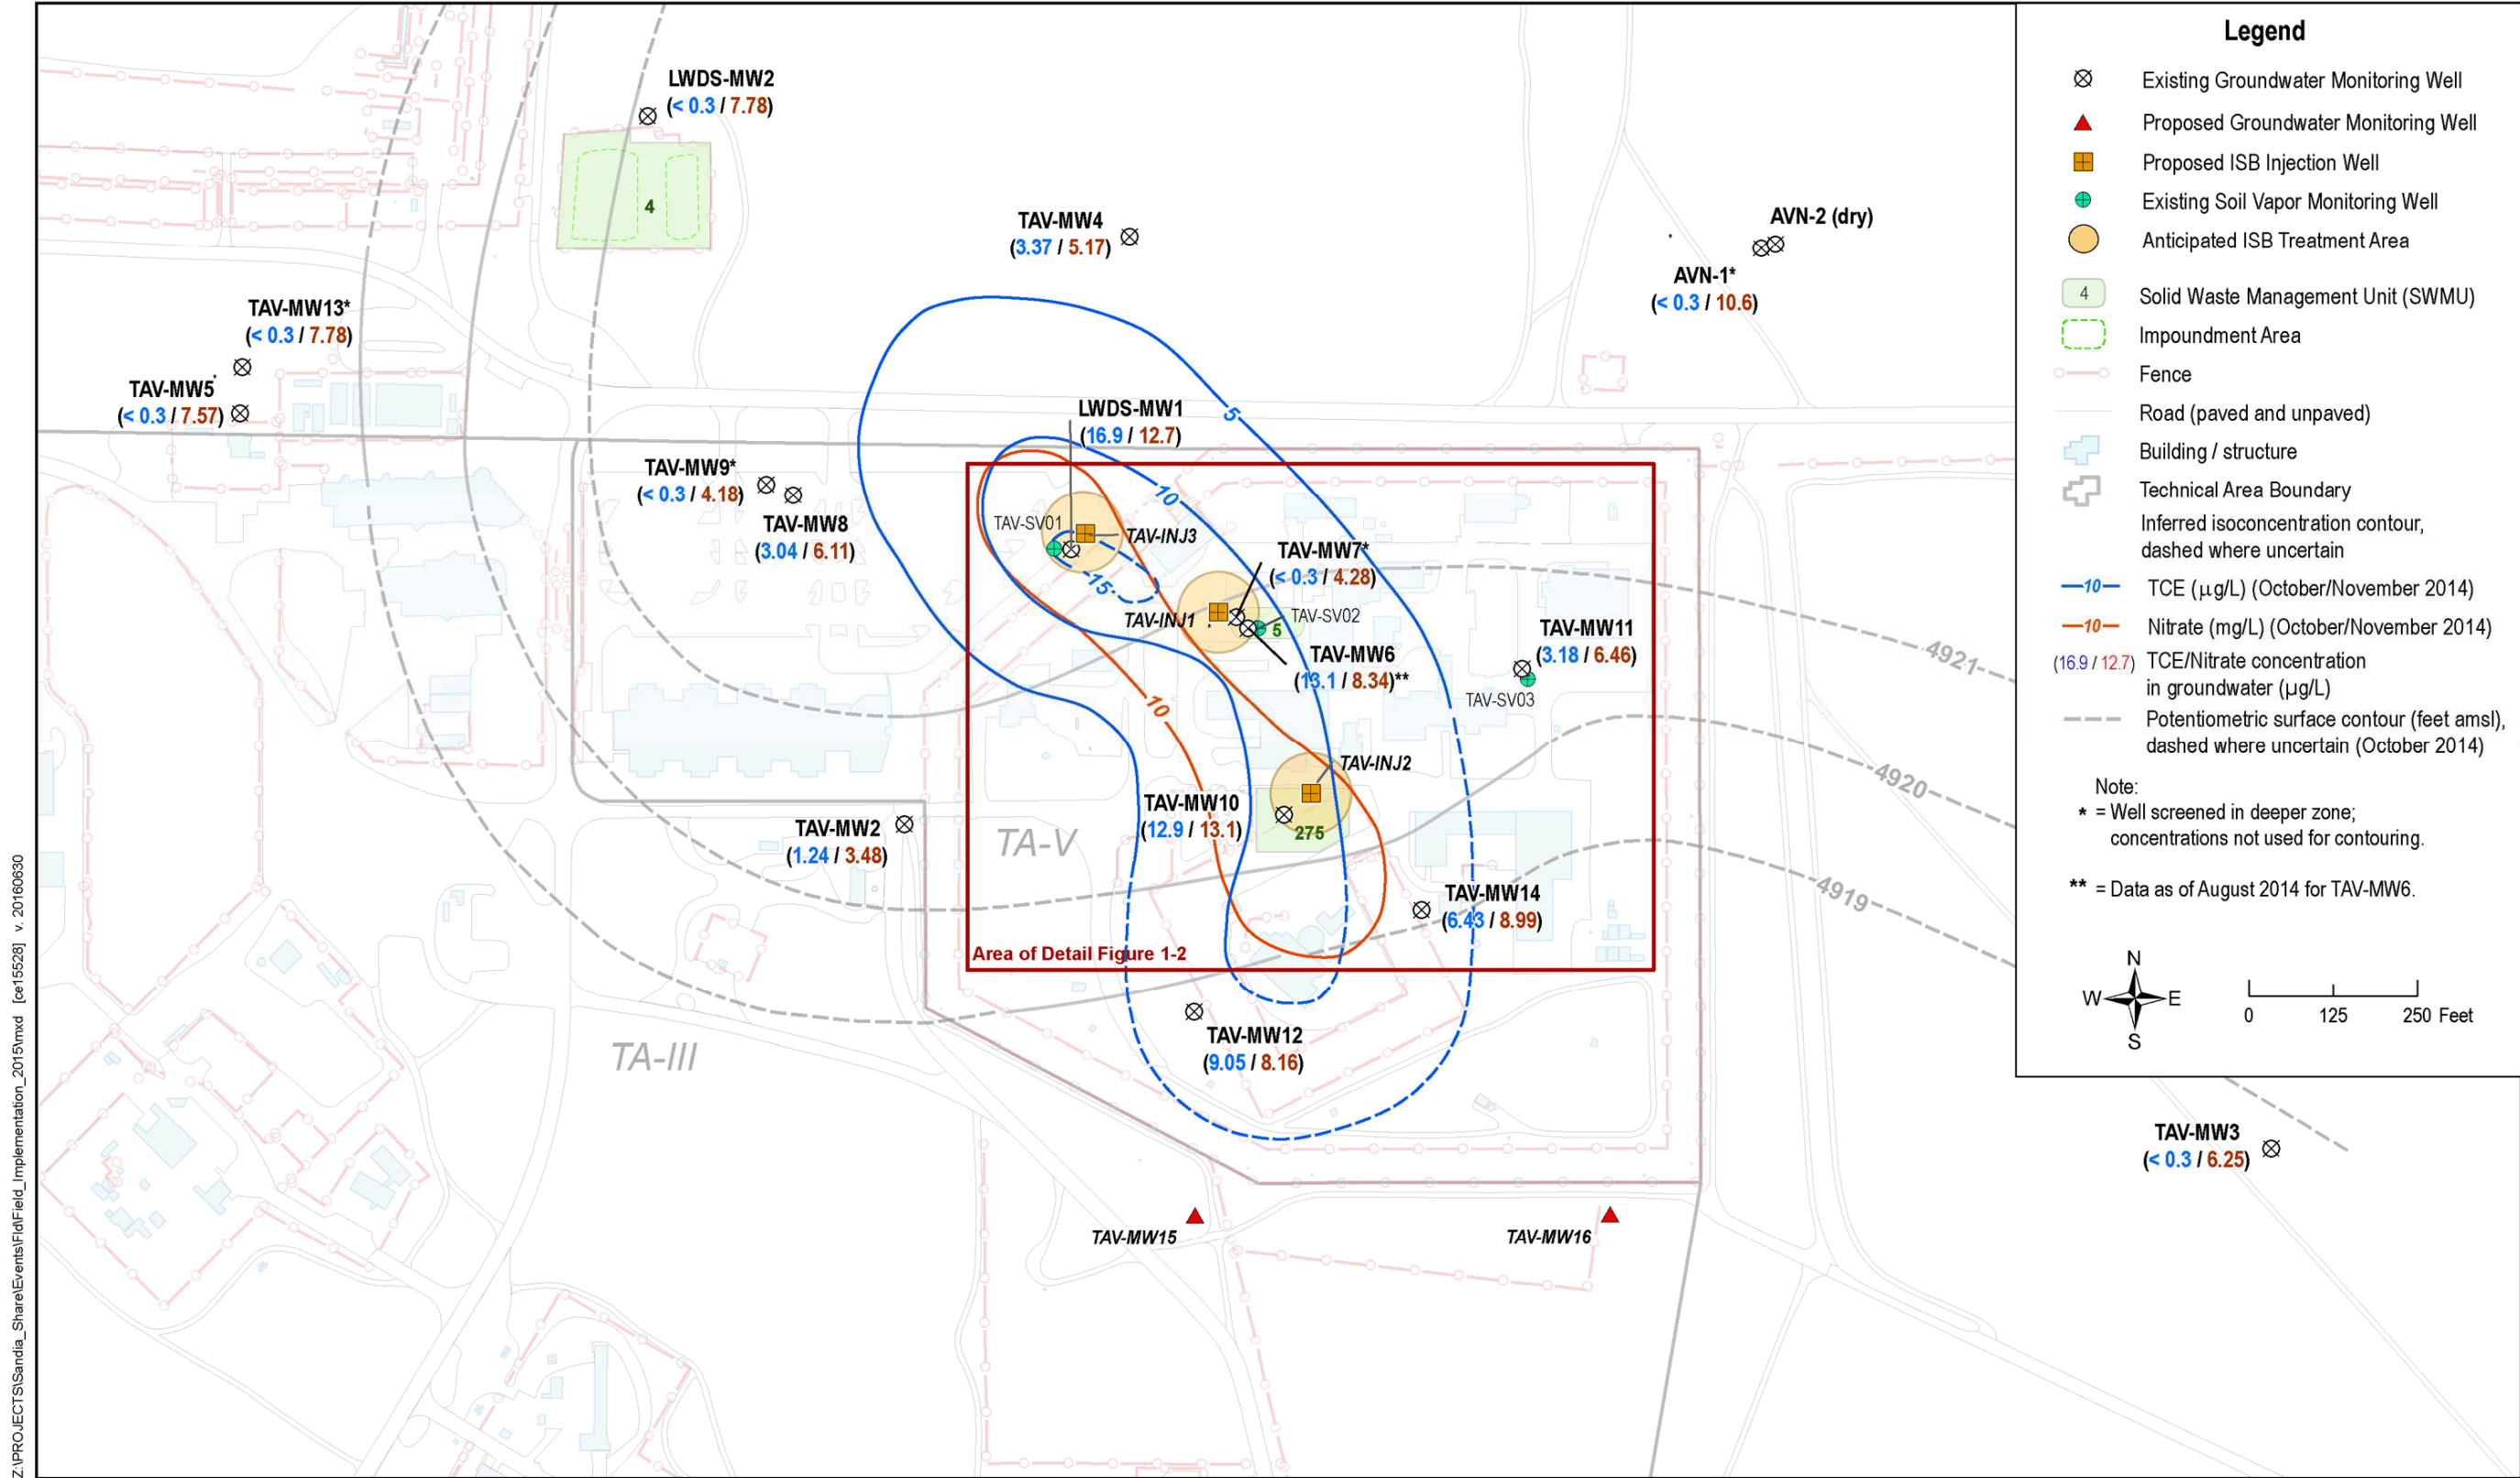 LWDS-MW2
(< 0.3 / 7.78)
4
TAV-MW4
(3.37 / 5.17)
AVN-2 (dry)
AVN-1*
(< 0.3 / 10.6)
TAV-MW13*
(< 0.3 / 7.78)
TAV-MW5
(< 0.3 / 7.57)
5
LWDS-MW1
(16.9 / 12.7)
TAV-MW9*
(< 0.3 / 4.18)
TAV-MW8
(3.04 / 6.11)
10
TAV-SV01
TAV-INJ3
15
TAV-MW7*
(< 0.3 / 4.28)
TAV-INJ1
TAV-SV02
5
TAV-MW6
(13.1 / 8.34)**
TAV-MW11
(3.18 / 6.46)
TAV-SV03
4921
10
TAV-INJ2
4920
TAV-MW10
(12.9 / 13.1)
275
TAV-MW2
(1.24 / 3.48)
TA-V
4919
TAV-MW14
(6.43 / 8.99)
Area of Detail Figure 1-2
TAV-MW12
(9.05 / 8.16)
TA-III
TAV-MW3
(< 0.3 / 6.25)
TAV-MW15
TAV-MW16
Legend
Existing Groundwater Monitoring Well
Proposed Groundwater Monitoring Well
Proposed ISB Injection Well
Existing Soil Vapor Monitoring Well
Anticipated ISB Treatment Area
4 Solid Waste Management Unit (SWMU)
Impoundment Area
Fence
Road (paved and unpaved)
Building / structure
Technical Area Boundary
Inferred isoconcentration contour,
dashed where uncertain
10 TCE (µg/L) (October/November 2014)
10 Nitrate (mg/L) (October/November 2014)
(16.9 / 12.7) TCE/Nitrate concentration
in groundwater (µg/L)
Potentiometric surface contour (feet amsl),
dashed where uncertain (October 2014)
Note:
* = Well screened in deeper zone;
concentrations not used for contouring.
** = Data as of August 2014 for TAV-MW6.
N
W E
S
0 125 250 Feet
Z:\PROJECTS\Sandia_Share\Events\Fld\Field_Implementation_2015\mxd [ce15528] v. 20160630